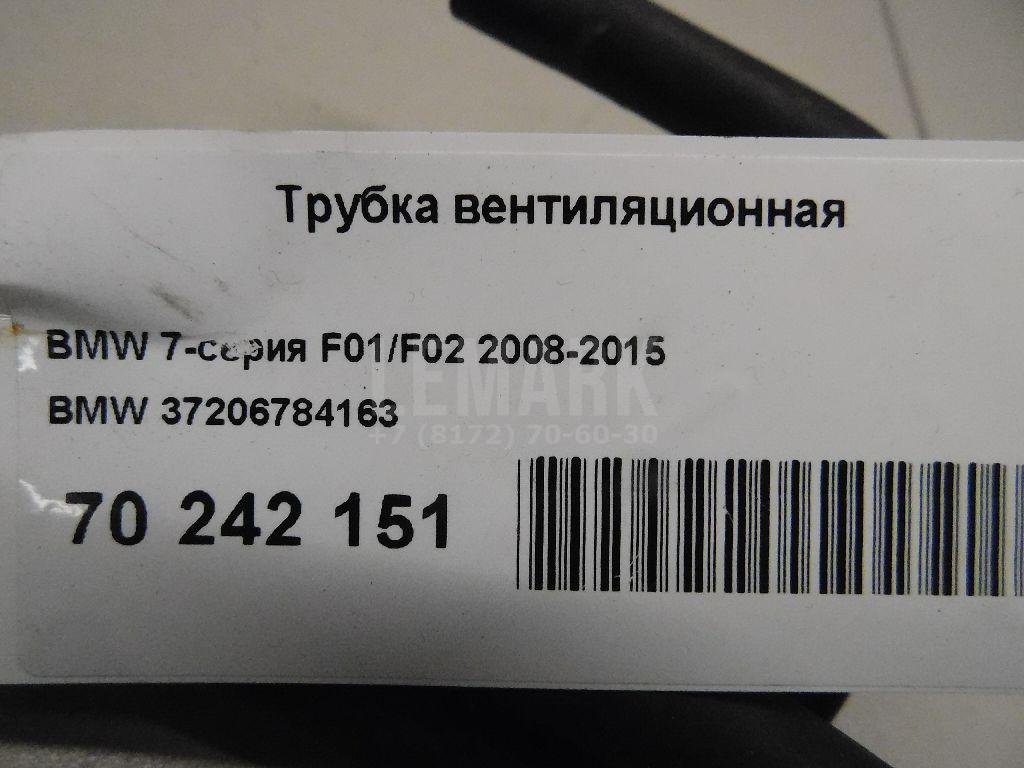 Трубка вентиляционная
BMW 7-серия F01/F02 2008-2015
BMW 37206784163
LEMARK
+7 (8172) 70-60-30
70 242 151